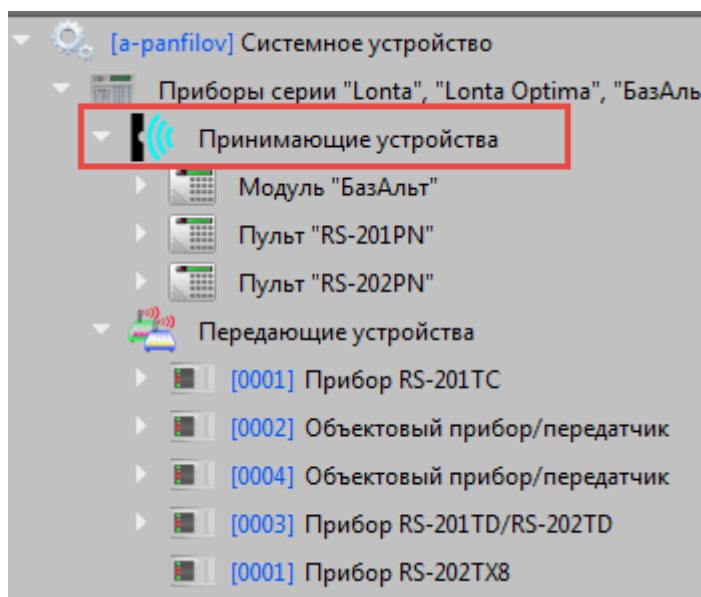 [a-panfilov] Системное устройство
Приборы серии "Lonta", "Lonta Optima", "БазАль
Принимающие устройства
Модуль "БазАльт"
Пульт "RS-201PN"
Пульт "RS-202PN"
Передающие устройства
[0001] Прибор RS-201TC
[0002] Объектовый прибор/передатчик
[0004] Объектовый прибор/передатчик
[0003] Прибор RS-201TD/RS-202TD
[0001] Прибор RS-202TX8